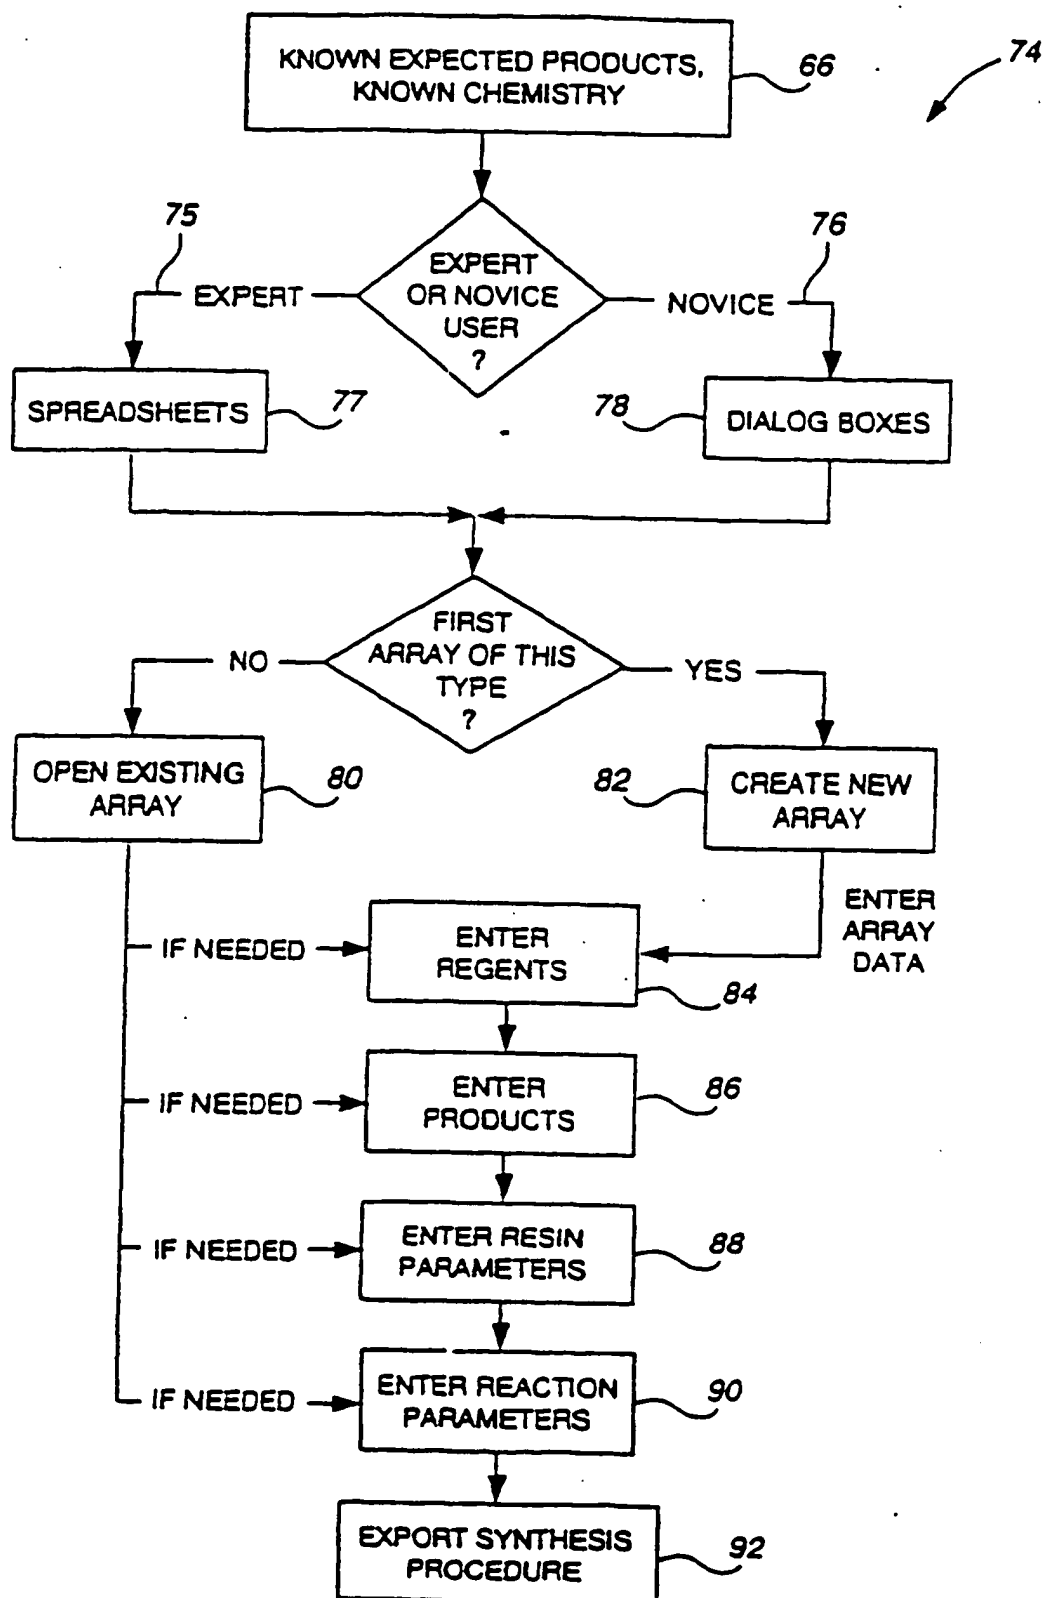 KNOWN EXPECTED PRODUCTS,
KNOWN CHEMISTRY
66
74
75
76
EXPERT
OR NOVICE
USER
?
EXPERT
NOVICE
SPREADSHEETS
77
78
DIALOG BOXES
FIRST
ARRAY OF THIS
TYPE
?
NO
YES
OPEN EXISTING
ARRAY
80
82
CREATE NEW
ARRAY
ENTER
ARRAY
DATA
IF NEEDED
ENTER
REGENTS
84
IF NEEDED
ENTER
PRODUCTS
86
IF NEEDED
ENTER RESIN
PARAMETERS
88
IF NEEDED
ENTER REACTION
PARAMETERS
90
EXPORT SYNTHESIS
PROCEDURE
92